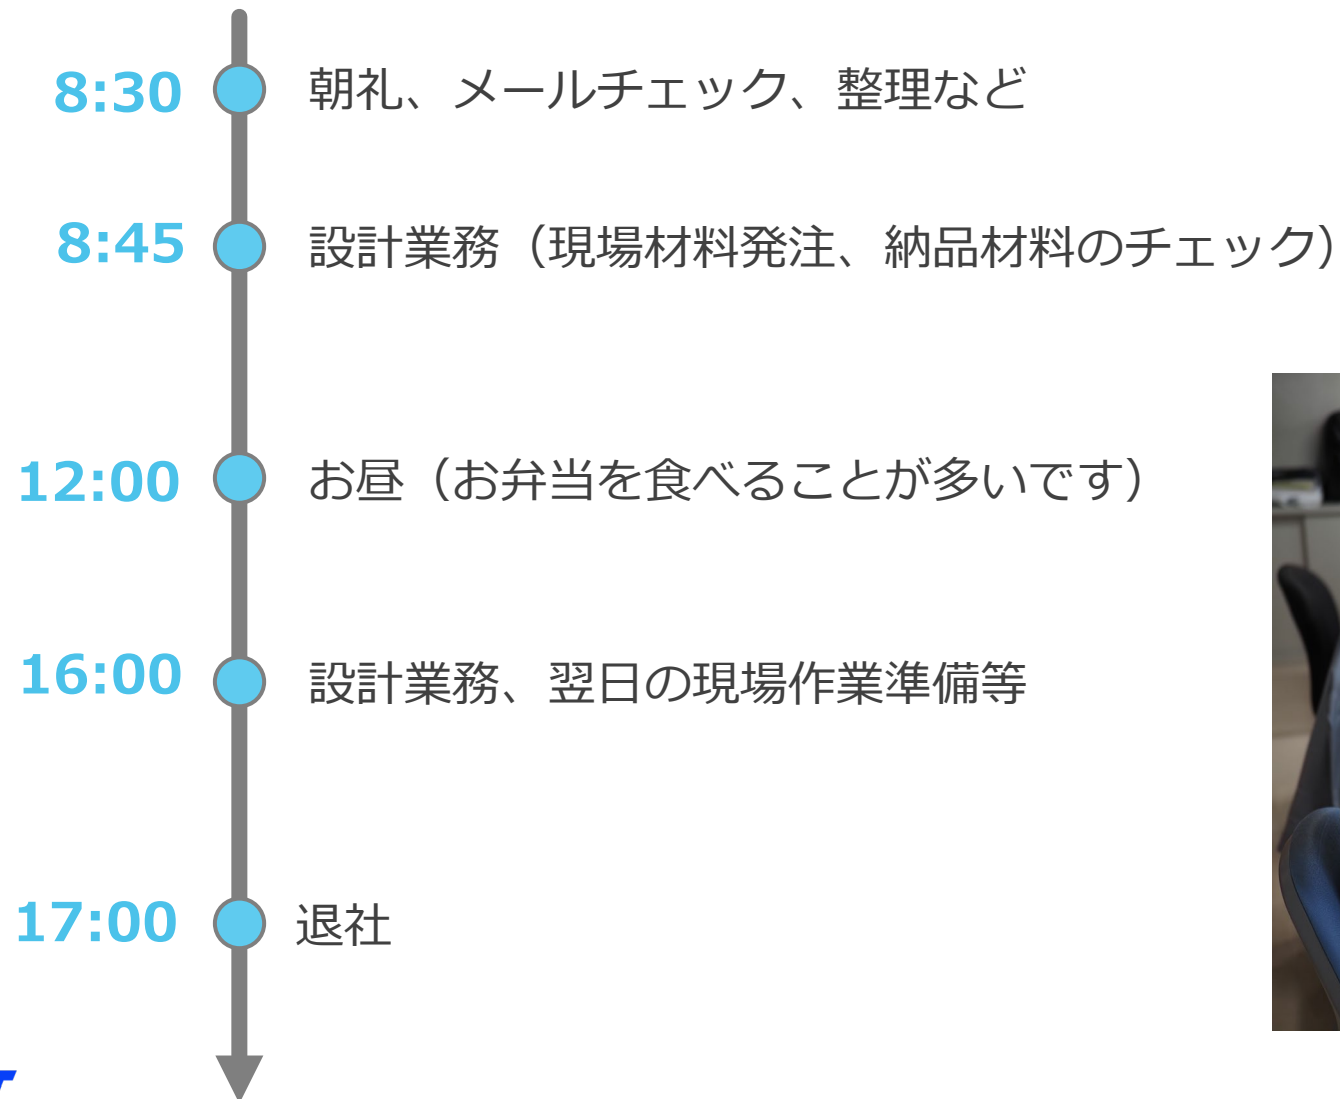 8:30 朝礼、メールチェック、整理など
8:45 設計業務（現場材料発注、納品材料のチェック）
12:00 お昼（お弁当を食べることが多いです）
16:00 設計業務、翌日の現場作業準備等
17:00 退社